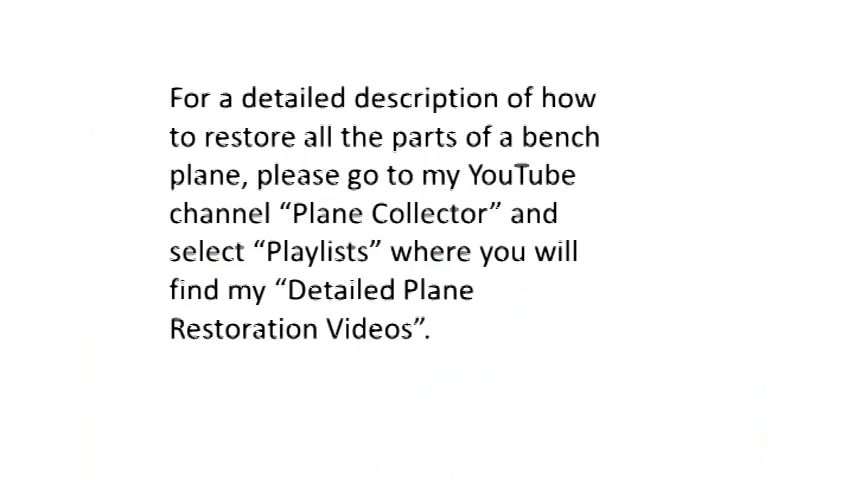 For a detailed description of how
to restore all the parts of a bench
plane, please go to my YouTube
channel “Plane Collector” and
select “Playlists” where you will
find my “Detailed Plane
Restoration Videos”.